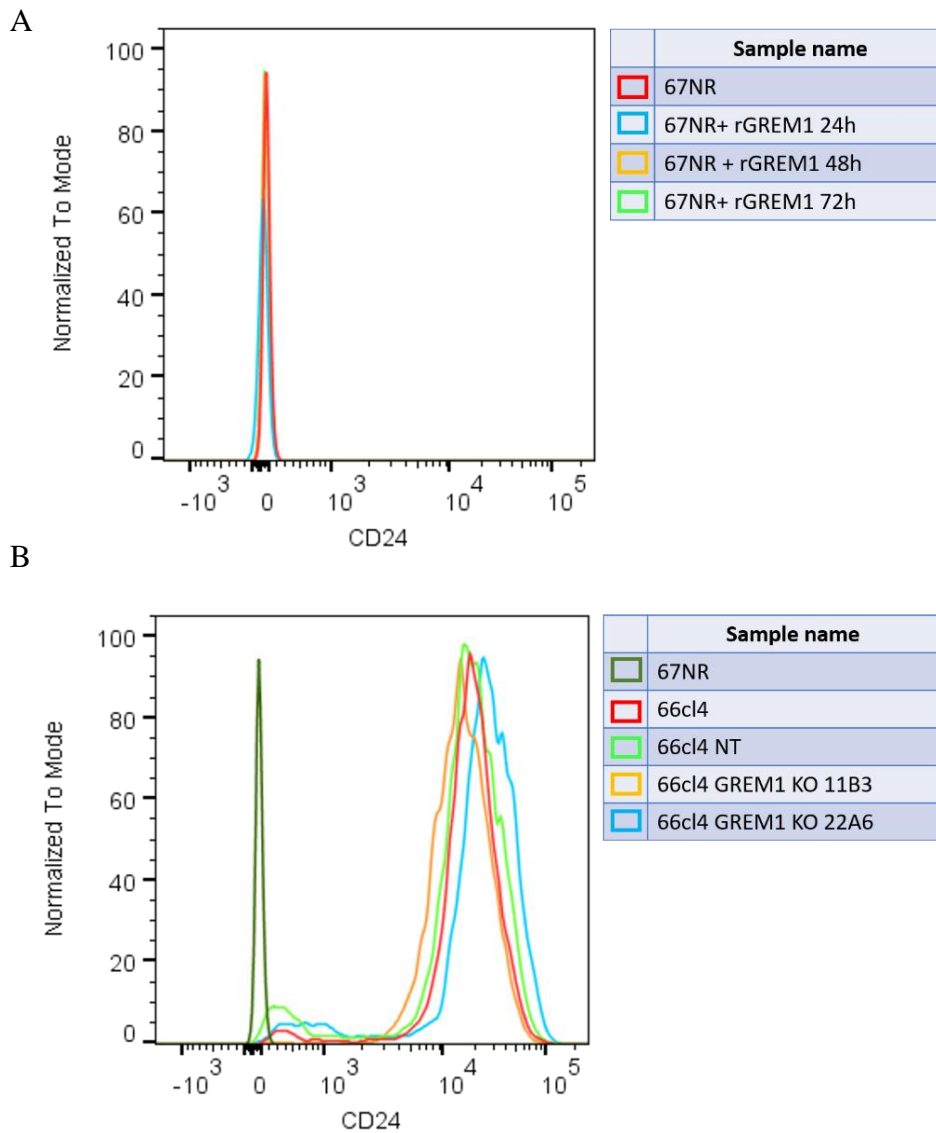 A
100
80
60
40
20
0
Normalized To Mode
-10 3 0 10 3 10 4 10 5
CD24
Sample name
67NR
67NR+ rGREM1 24h
67NR + rGREM1 48h
67NR+ rGREM1 72h
B
100
80
60
40
20
0
Normalized To Mode
-10 3 0 10 3 10 4 10 5
CD24
Sample name
67NR
66cl4
66cl4 NT
66cl4 GREM1 KO 11B3
66cl4 GREM1 KO 22A6